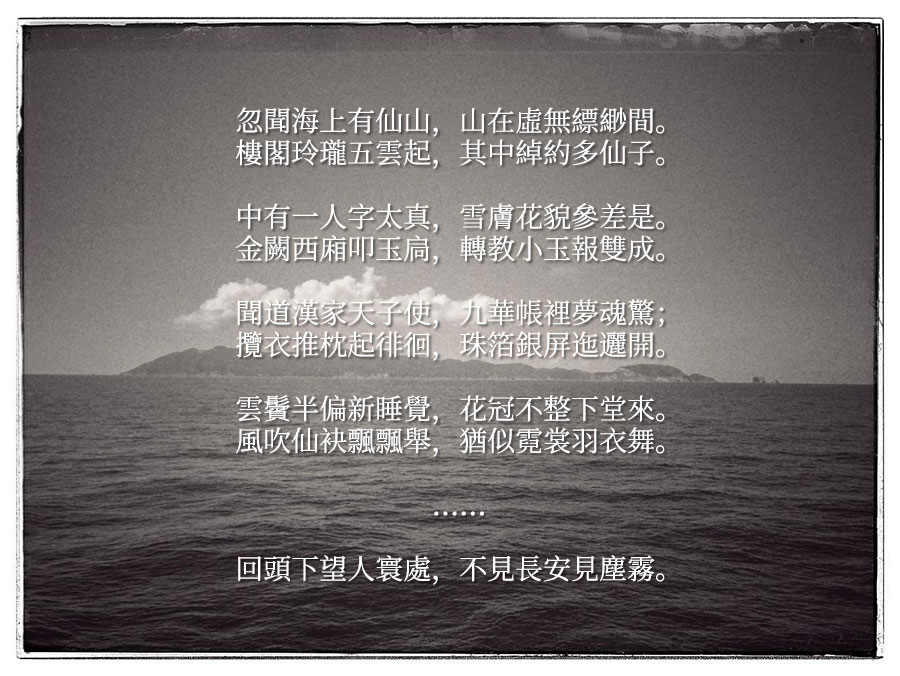 忽聞海上有仙山，山在虛無縹緲間。
樓閣玲瓏五雲起，其中綽約多仙子。
中有一人字太真，雪膚花貌參差是。
金闕西廂叩玉扃，轉教小玉報雙成。
聞道漢家天子使，九華帳裡夢魂驚；
攬衣推枕起徘徊，珠箔銀屏迤邐開。
雲鬢半偏新睡覺，花冠不整下堂來。
風吹仙袂飄飄舉，猶似霓裳羽衣舞。
……
回頭下望人寰處，不見長安見塵霧。